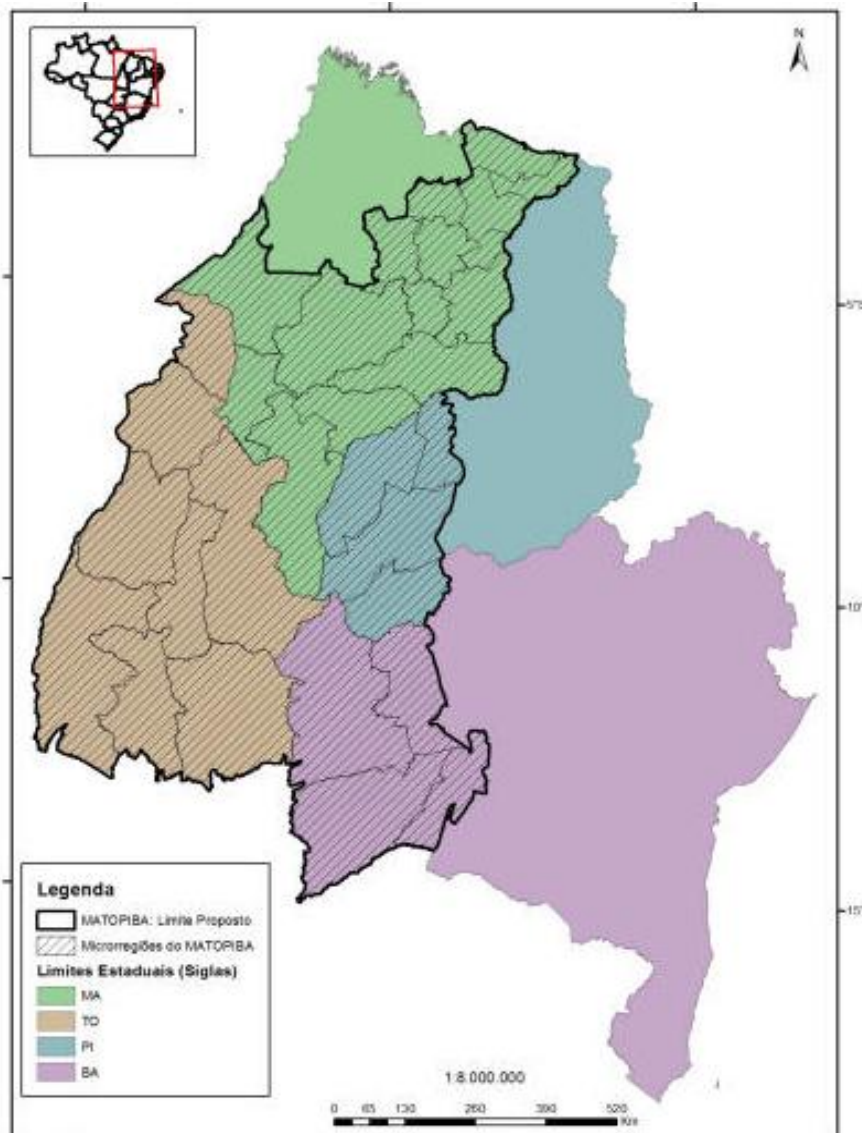 N
5°S
10°
15°
Legenda
MATOPIBA: Limite Proposto
Microrregiões do MATOPIBA
Limites Estaduais (Siglas)
MA
TO
PI
BA
1:8.000.000
0 65 130 260 390 520
Km